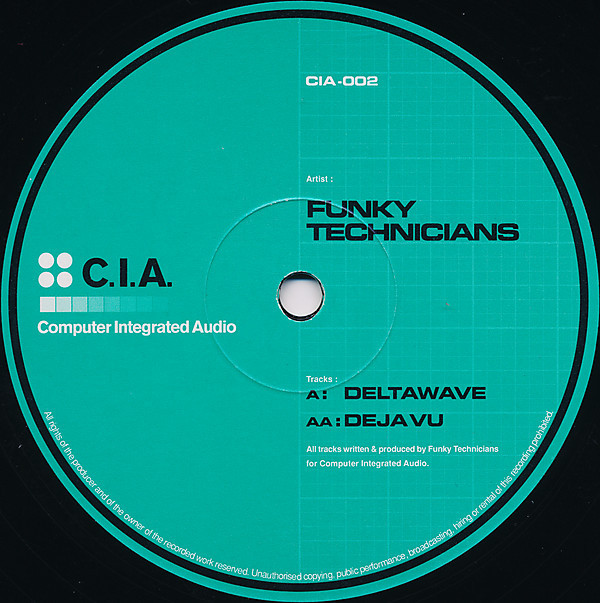 CIA-002
Artist :
FUNKY
TECHNICIANS
C.I.A.
Computer Integrated Audio
Tracks :
A: DELTAWAVE
AA: DEJA VU
All tracks written & produced by Funky Technicians
for Computer Integrated Audio.
All rights of the producer and of the owner of the recorded work reserved. Unauthorised copying, public performance, broadcasting, hiring or rental of this recording prohibited.